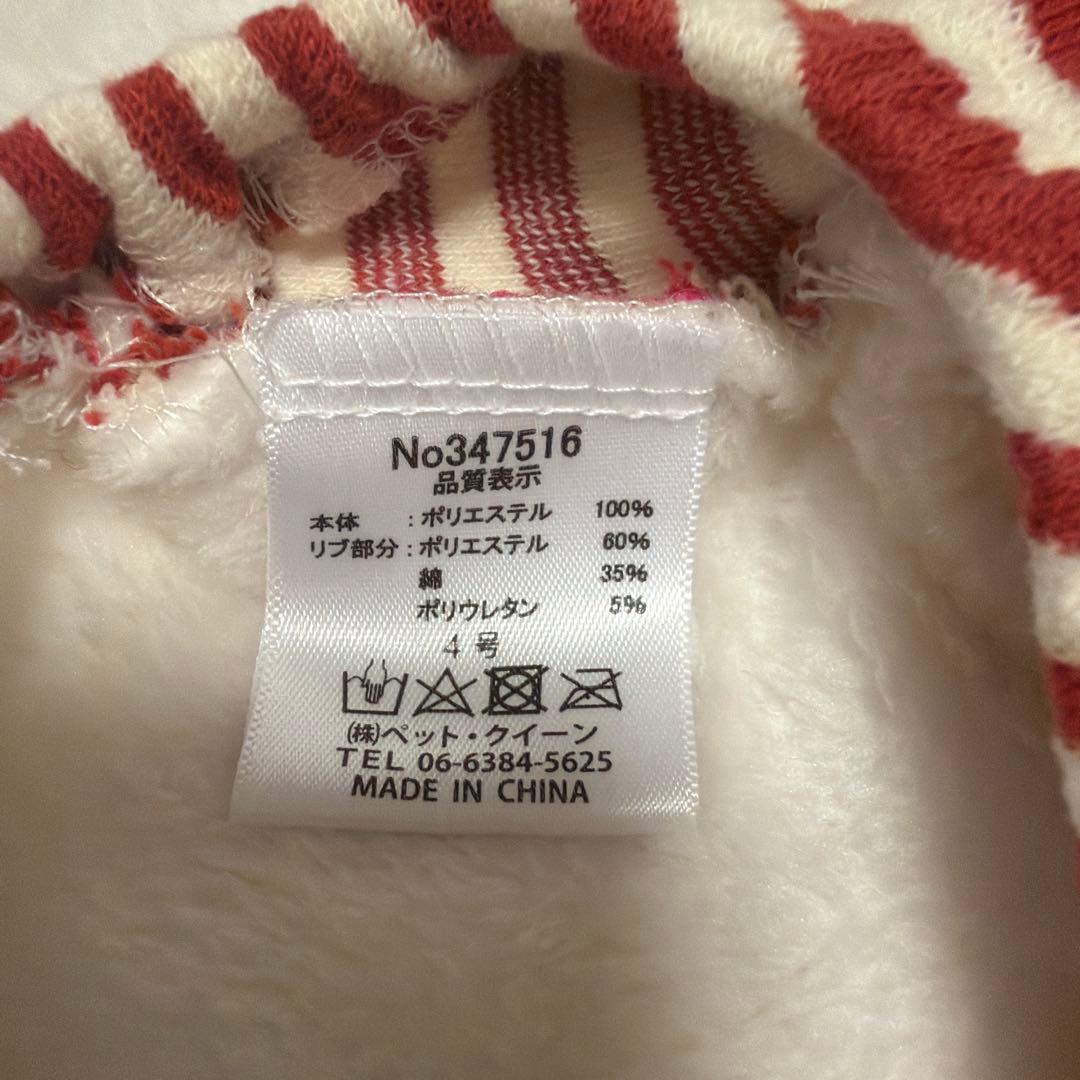 No347516
品質表示
本体 : ポリエステル 100%
リブ部分 : ポリエステル 60%
綿 35%
ポリウレタン 5%
4 号
㈱ペット・クイーン
TEL 06-6384-5625
MADE IN CHINA